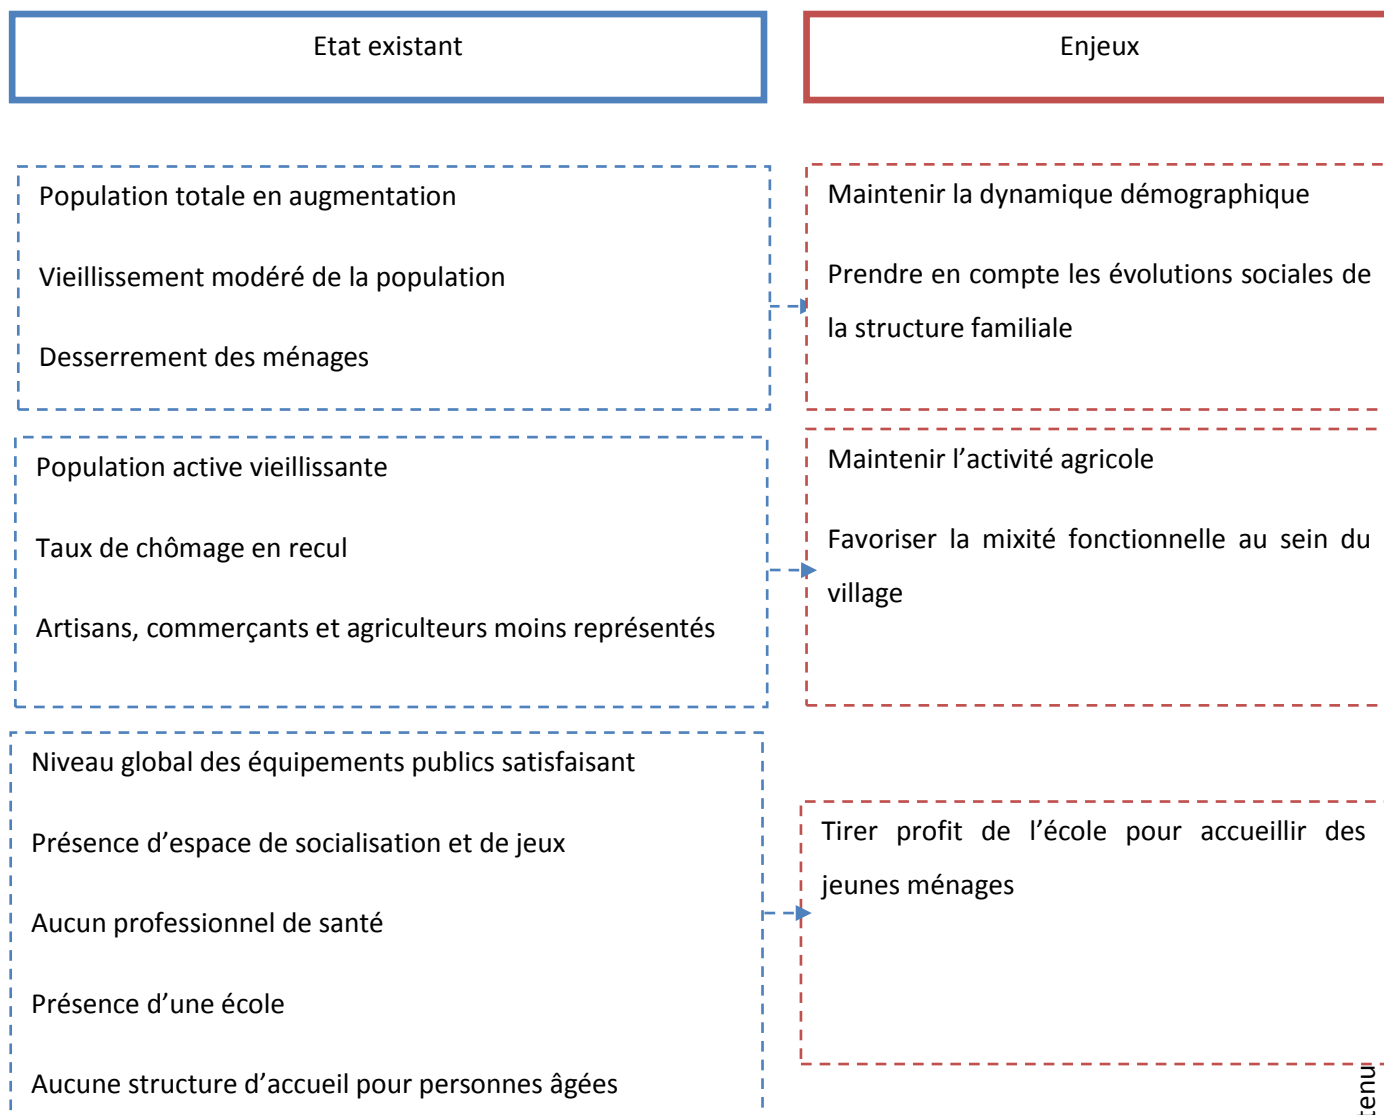 Etat existant
Enjeux
Population totale en augmentation
Vieillissement modéré de la population
Desserrement des ménages
Maintenir la dynamique démographique
Prendre en compte les évolutions sociales de
la structure familiale
Population active vieillissante
Taux de chômage en recul
Artisans, commerçants et agriculteurs moins représentés
Maintenir l’activité agricole
Favoriser la mixité fonctionnelle au sein du
village
Niveau global des équipements publics satisfaisant
Présence d’espace de socialisation et de jeux
Aucun professionnel de santé
Présence d’une école
Aucune structure d’accueil pour personnes âgées
Tirer profit de l’école pour accueillir des
jeunes ménages
tenu